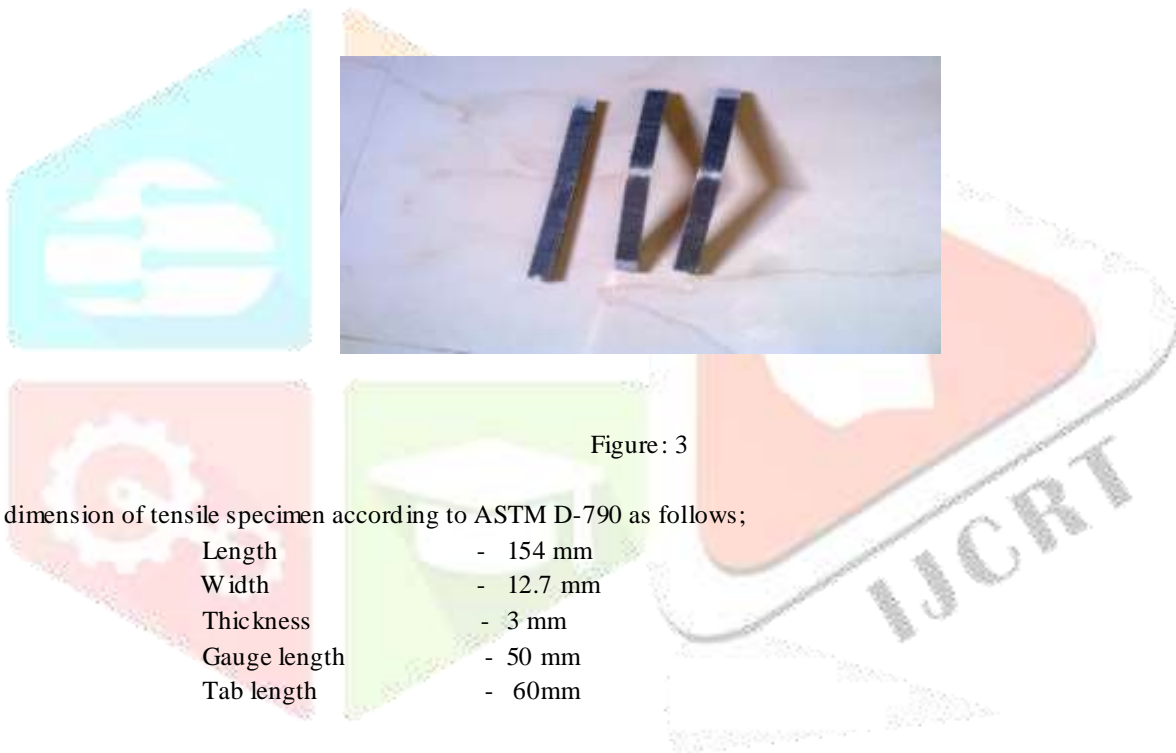 Figure: 3
dimension of tensile specimen according to ASTM D-790 as follows;
Length - 154 mm
Width - 12.7 mm
Thickness - 3 mm
Gauge length - 50 mm
Tab length - 60mm
IJCRT